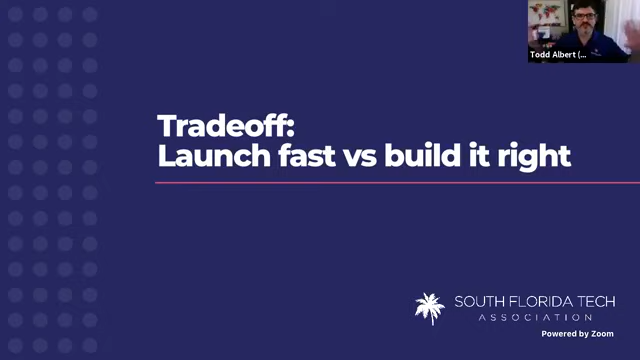 Todd Albert (...
Tradeoff:
Launch fast vs build it right
SOUTH FLORIDA TECH
ASSOCIATION
Powered by Zoom